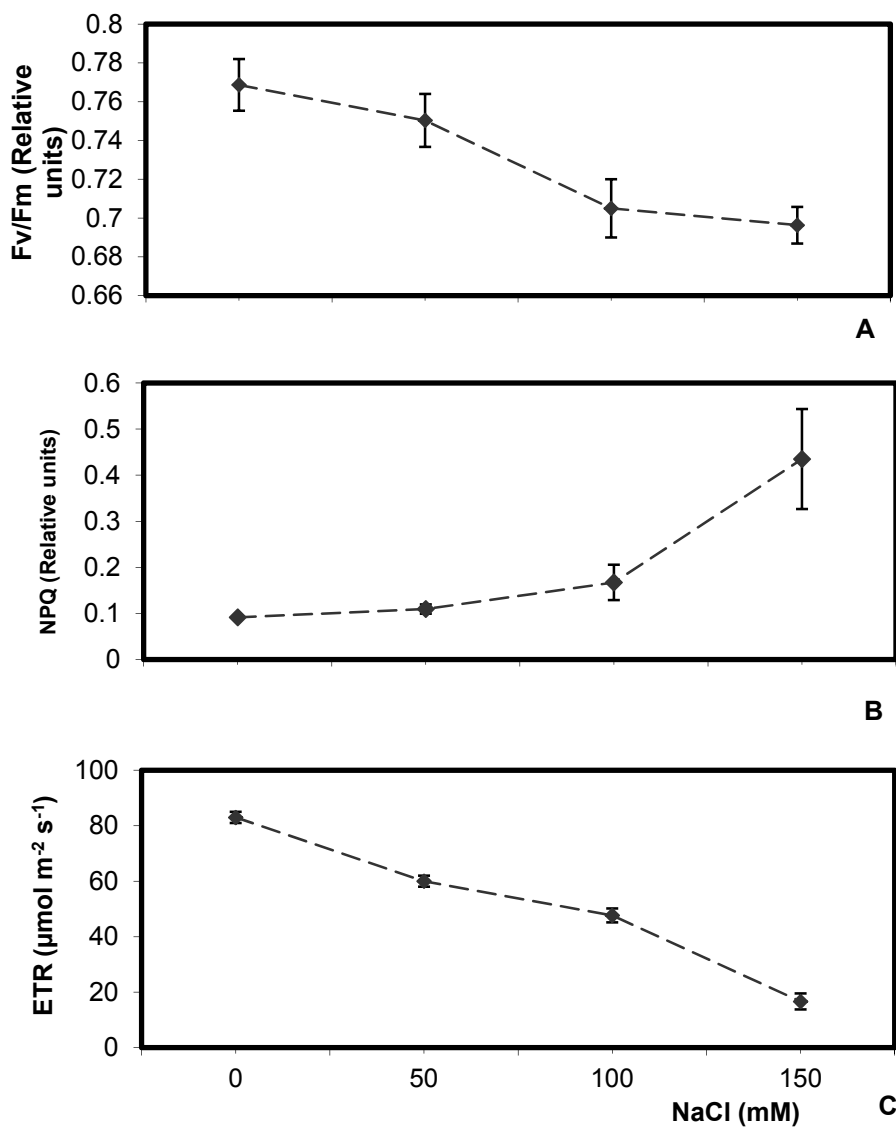 Fv/Fm (Relative
units)
0.8
0.78
0.76
0.74
0.72
0.7
0.68
0.66
A
NPQ (Relative units)
0.6
0.5
0.4
0.3
0.2
0.1
0
B
ETR (µmol m⁻² s⁻¹)
100
80
60
40
20
0
0 50 100 150
NaCl (mM)
C